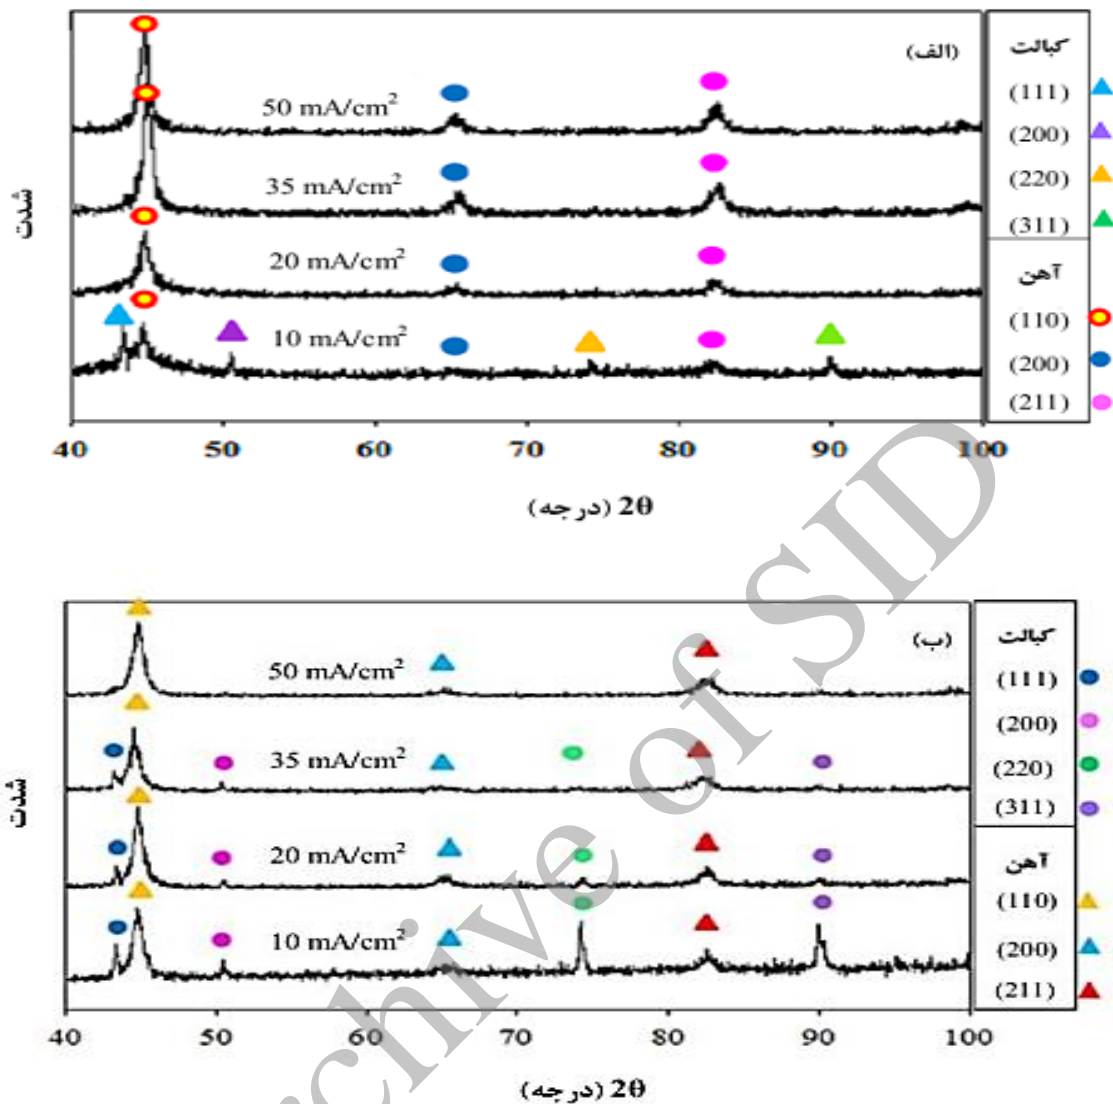 (الف)
50 mA/cm²
35 mA/cm²
20 mA/cm²
10 mA/cm²
شدت
40 50 60 70 80 90 100
2θ (درجه)
کبالت
(111)
(200)
(220)
(311)
آهن
(110)
(200)
(211)
(ب)
50 mA/cm²
35 mA/cm²
20 mA/cm²
10 mA/cm²
شدت
40 50 60 70 80 90 100
2θ (درجه)
کبالت
(111)
(200)
(220)
(311)
آهن
(110)
(200)
(211)
Archive of SID